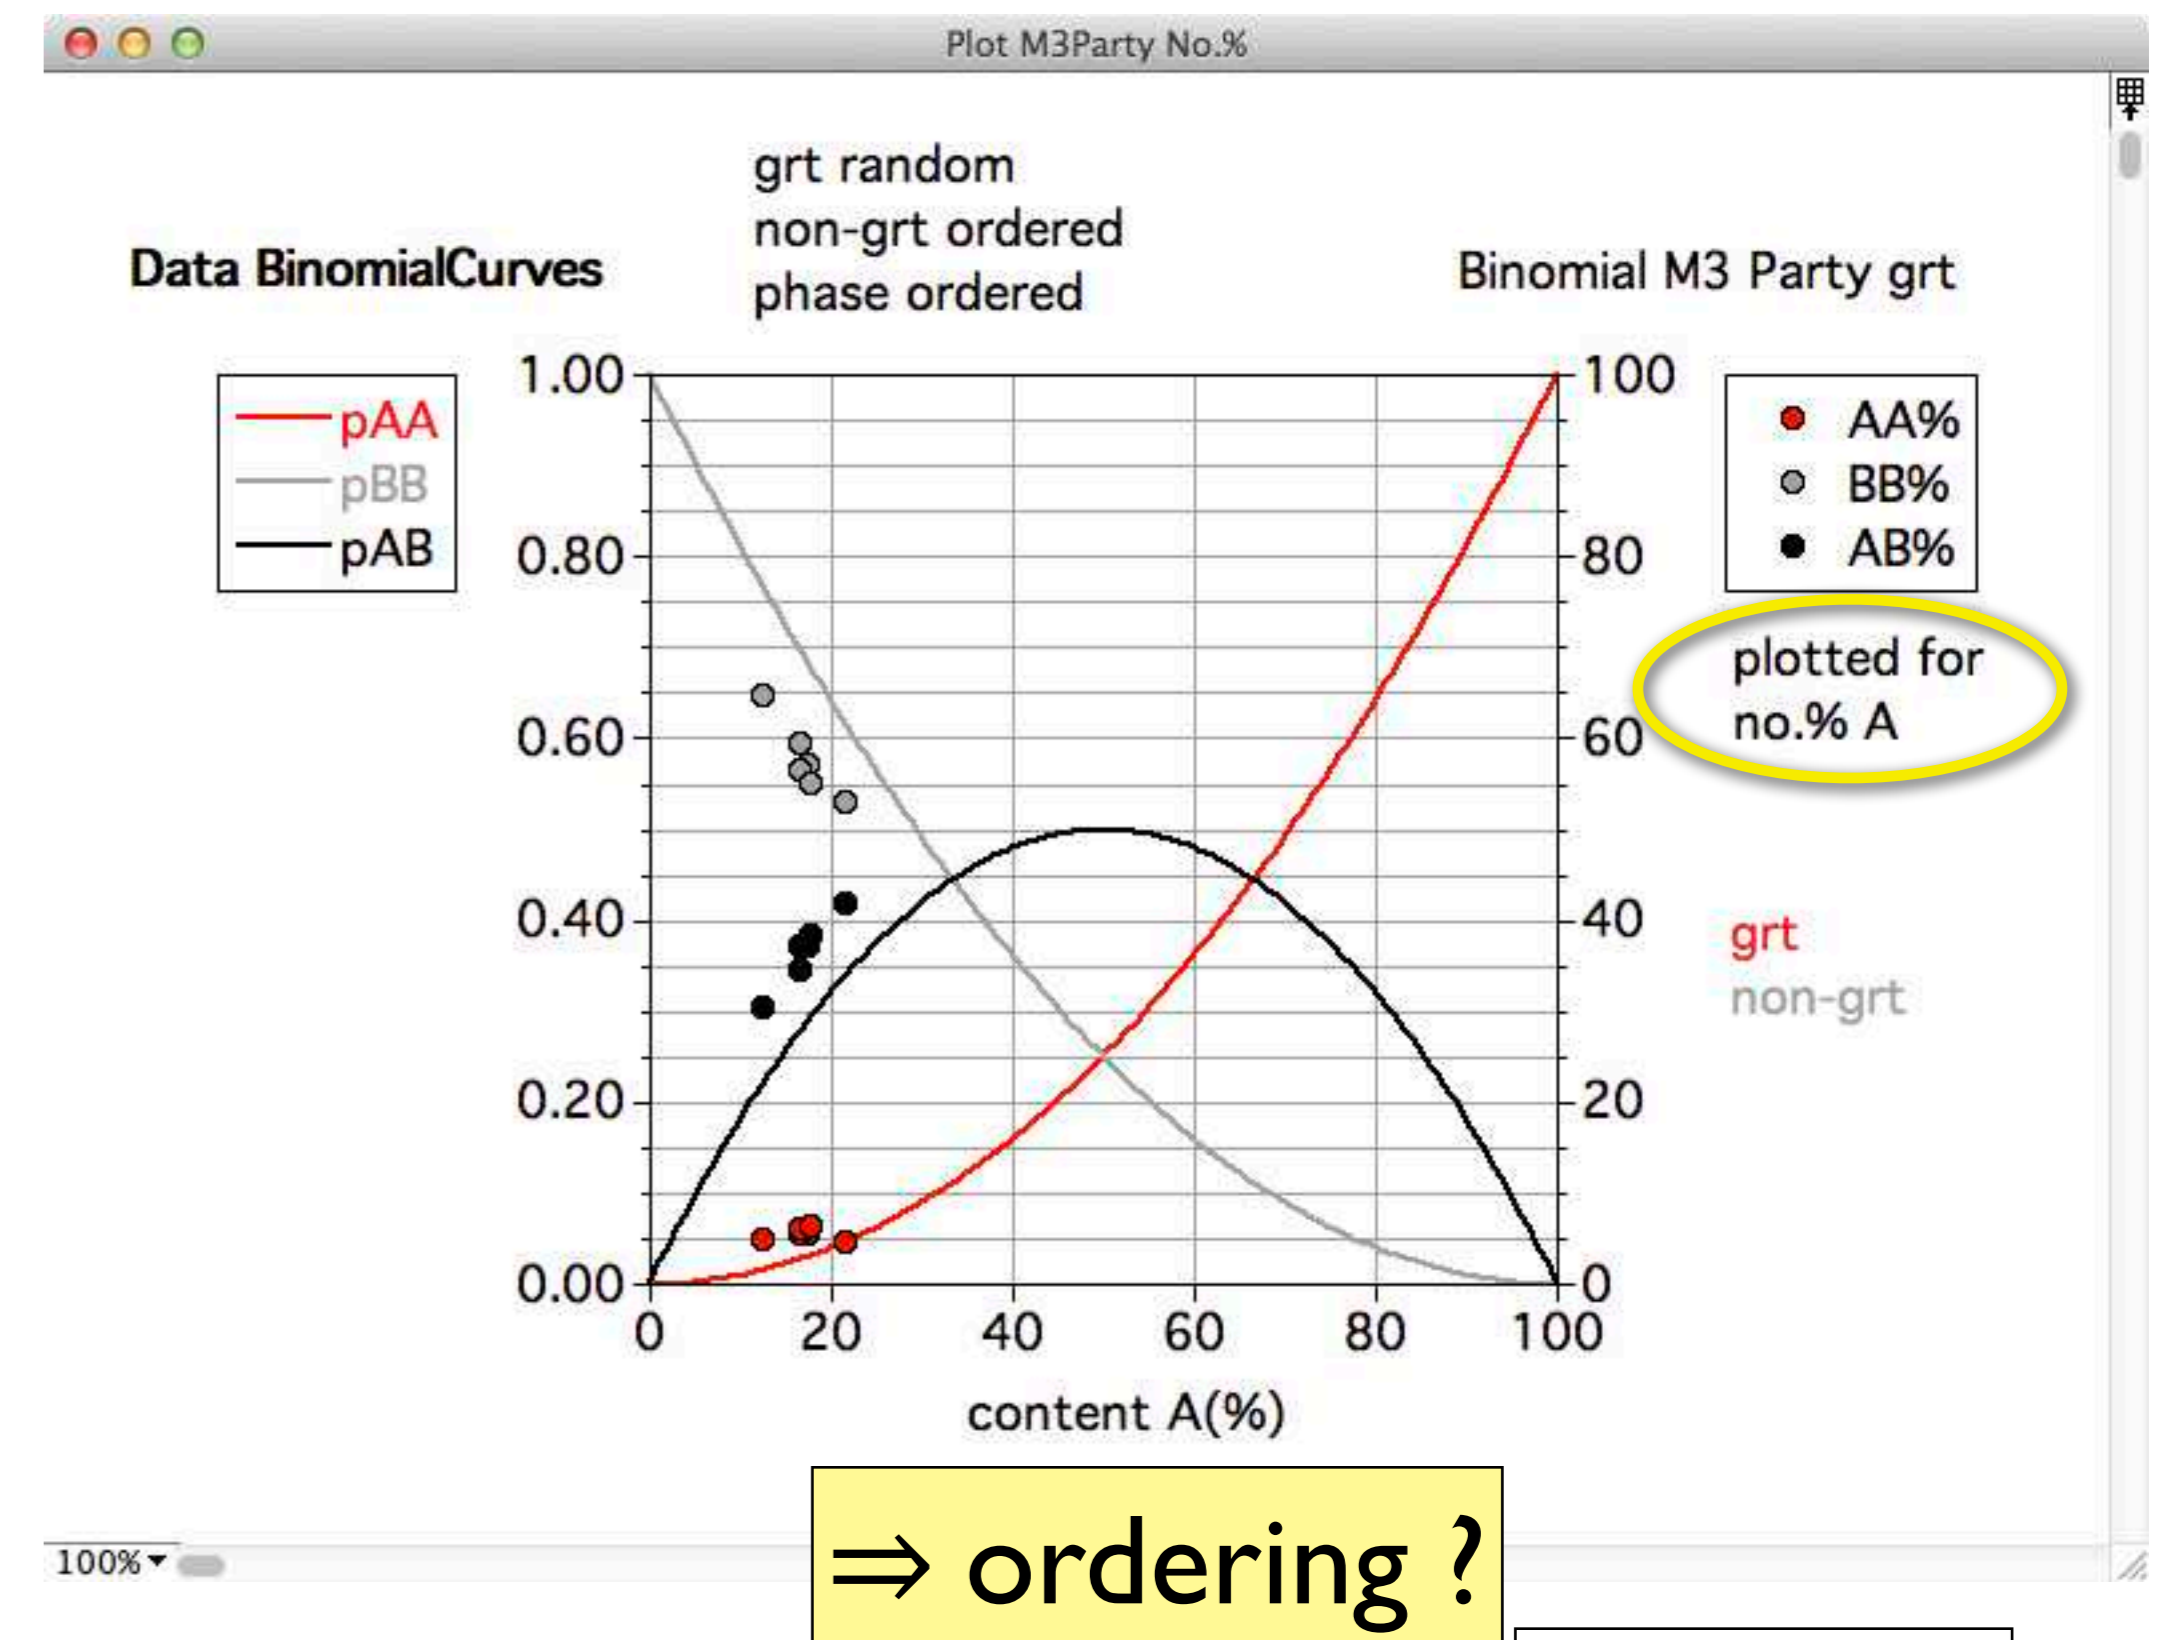 Plot M3Party No.%
grt random
non-grt ordered
phase ordered
Data BinomialCurves
Binomial M3 Party grt
pAA
pBB
pAB
1.00
0.80
0.60
0.40
0.20
0.00
100
80
60
40
20
0
AA%
BB%
AB%
plotted for
no.% A
grt
non-grt
0 20 40 60 80 100
content A(%)
100%
⇒ ordering ?